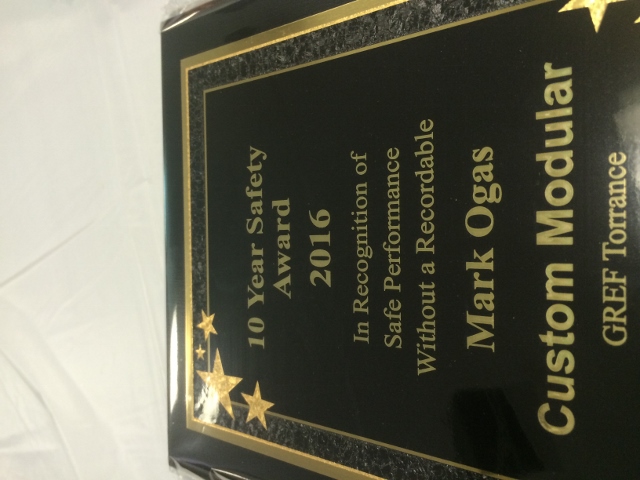 10 Year Safety
Award
2016
In Recognition of
Safe Performance
Without a Recordable
Mark Ogas
Custom Modular
GREF Torrance